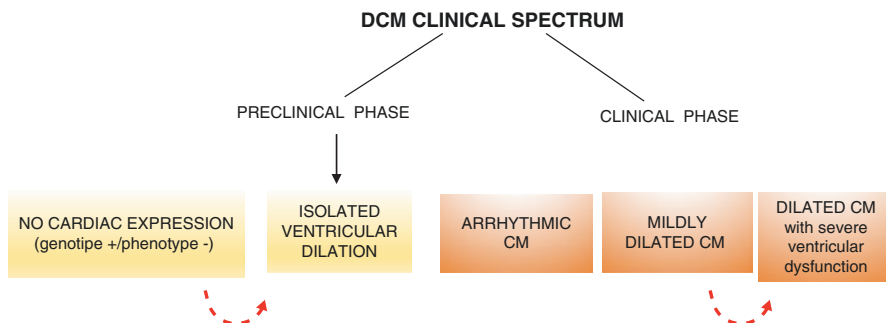 DCM CLINICAL SPECTRUM
PRECLINICAL PHASE
CLINICAL PHASE
NO CARDIAC EXPRESSION
(genotipe +/phenotype -)
ISOLATED
VENTRICULAR
DILATION
ARRHYTHMIC
CM
MILDLY
DILATED CM
DILATED CM
with severe
ventricular
dysfunction